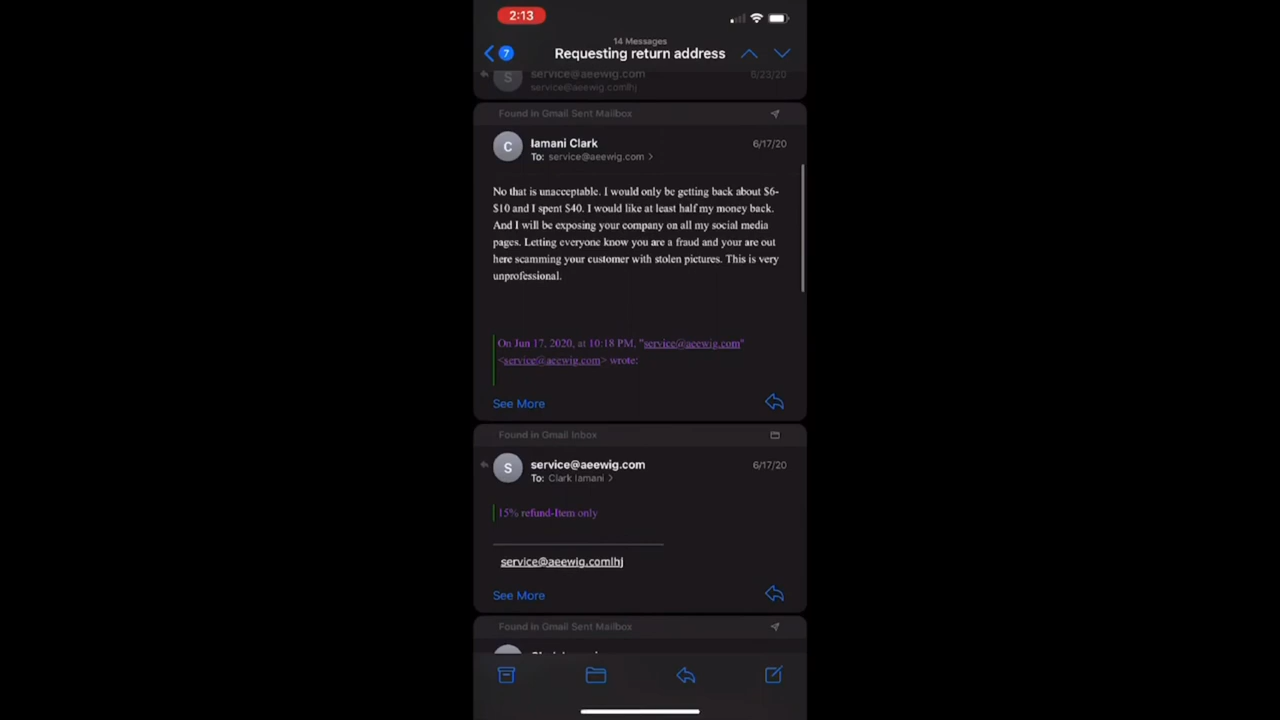 2:13
14 Messages
7
Requesting return address
S
service@aeewig.com
6/23/20
service@aeewig.comlhj
Found in Gmail Sent Mailbox
C
Iamani Clark
6/17/20
To: service@aeewig.com
No that is unacceptable. I would only be getting back about $6-
$10 and I spent $40. I would like at least half my money back.
And I will be exposing your company on all my social media
pages. Letting everyone know you are a fraud and your are out
here scamming your customer with stolen pictures. This is very
unprofessional.
On Jun 17, 2020, at 10:18 PM, "service@aeewig.com"
<service@aeewig.com> wrote:
See More
Found in Gmail Inbox
S
service@aeewig.com
6/17/20
To: Clark Iamani
15% refund-Item only
service@aeewig.comlhj
See More
Found in Gmail Sent Mailbox